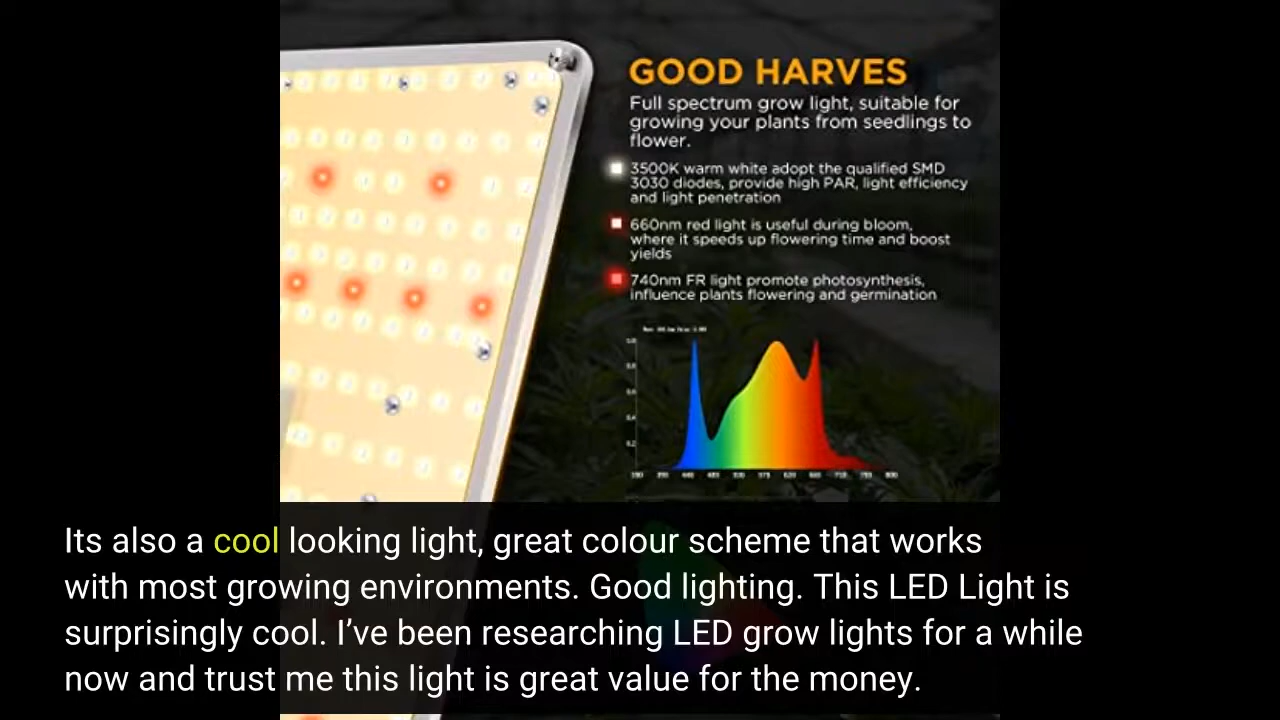 GOOD HARVES
Full spectrum grow light, suitable for
growing your plants from seedlings to
flower.
3500K warm white adopt the qualified SMD
3030 diodes, provide high PAR, light efficiency
and light penetration
660nm red light is useful during bloom,
where it speeds up flowering time and boost
yields
740nm FR light promote photosynthesis,
influence plants flowering and germination
Its also a cool looking light, great colour scheme that works
with most growing environments. Good lighting. This LED Light is
surprisingly cool. I’ve been researching LED grow lights for a while
now and trust me this light is great value for the money.